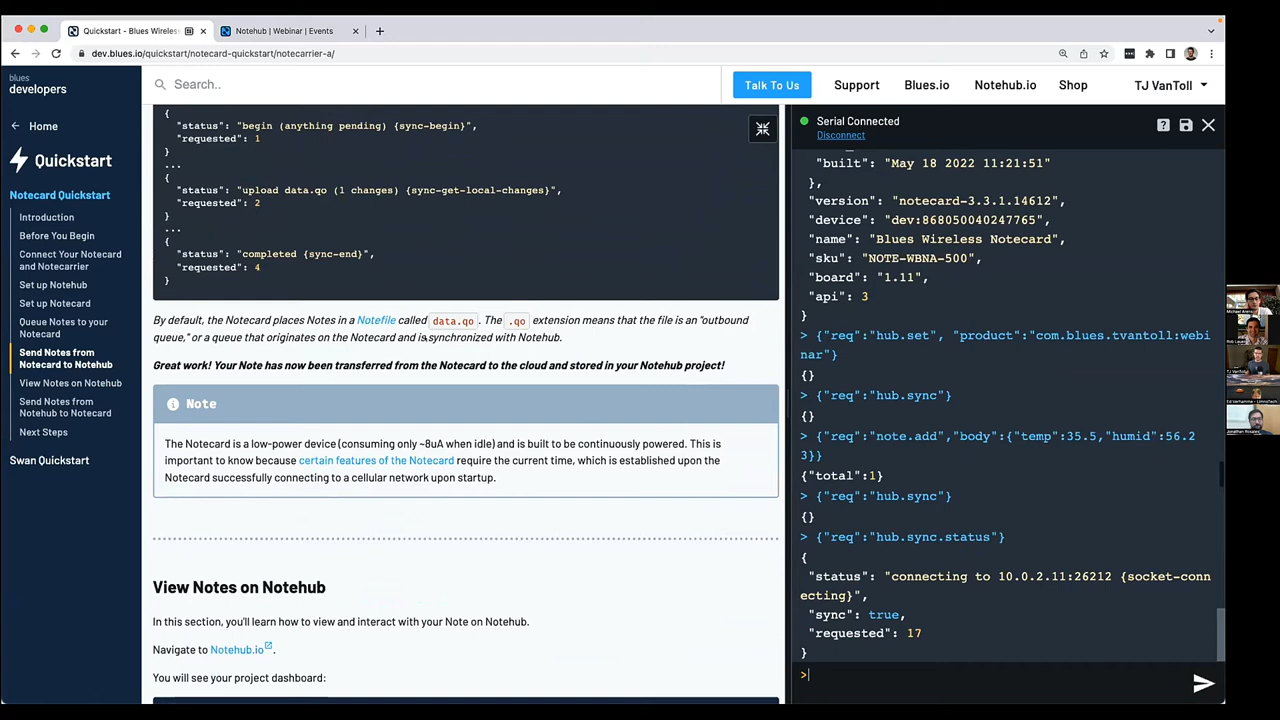 Quickstart - Blues Wireless
Notehub | Webinar | Events
dev.blues.io/quickstart/notecard-quickstart/notecarrier-a/
blues
developers
Search..
Talk To Us
Support
Blues.io
Notehub.io
Shop
TJ VanToll
Home
Quickstart
Notecard Quickstart
Introduction
Before You Begin
Connect Your Notecard
and Notecarrier
Set up Notehub
Set up Notecard
Queue Notes to your
Notecard
Send Notes from
Notecard to Notehub
View Notes on Notehub
Send Notes from
Notehub to Notecard
Next Steps
Swan Quickstart
{
"status": "begin (anything pending) {sync-begin}",
"requested": 1
}
...
{
"status": "upload data.qo (1 changes) {sync-get-local-changes}",
"requested": 2
}
...
{
"status": "completed {sync-end}",
"requested": 4
}
By default, the Notecard places Notes in a Notefile called data.qo. The .qo extension means that the file is an "outbound
queue," or a queue that originates on the Notecard and is synchronized with Notehub.
Great work! Your Note has now been transferred from the Notecard to the cloud and stored in your Notehub project!
Note
The Notecard is a low-power device (consuming only ~8uA when idle) and is built to be continuously powered. This is
important to know because certain features of the Notecard require the current time, which is established upon the
Notecard successfully connecting to a cellular network upon startup.
View Notes on Notehub
In this section, you'll learn how to view and interact with your Note on Notehub.
Navigate to Notehub.io.
You will see your project dashboard:
Serial Connected
Disconnect
"built": "May 18 2022 11:21:51"
},
"version": "notecard-3.3.1.14612",
"device": "dev:868050040247765",
"name": "Blues Wireless Notecard",
"sku": "NOTE-WBNA-500",
"board": "1.11",
"api": 3
}
> {"req":"hub.set", "product":"com.blues.tvantoll:webi
nar"}
{}
> {"req":"hub.sync"}
{}
> {"req":"note.add","body":{"temp":35.5,"humid":56.2
3}}
{"total":1}
> {"req":"hub.sync"}
{}
> {"req":"hub.sync.status"}
{
"status": "connecting to 10.0.2.11:26212 {socket-conn
ecting}",
"sync": true,
"requested": 17
}
>